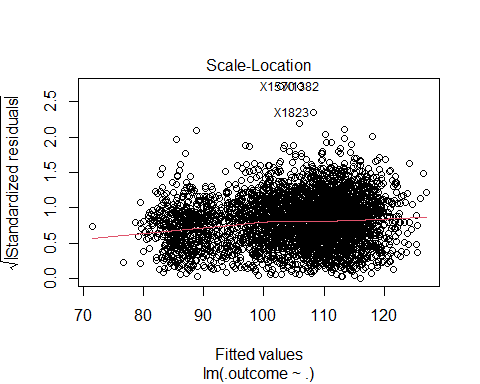 Scale-Location
X1823
2.5
2.0
1.5
1.0
0.5
0.0
√|Standardized residuals|
70 80 90 100 110 120
Fitted values
lm(.outcome ~ .)